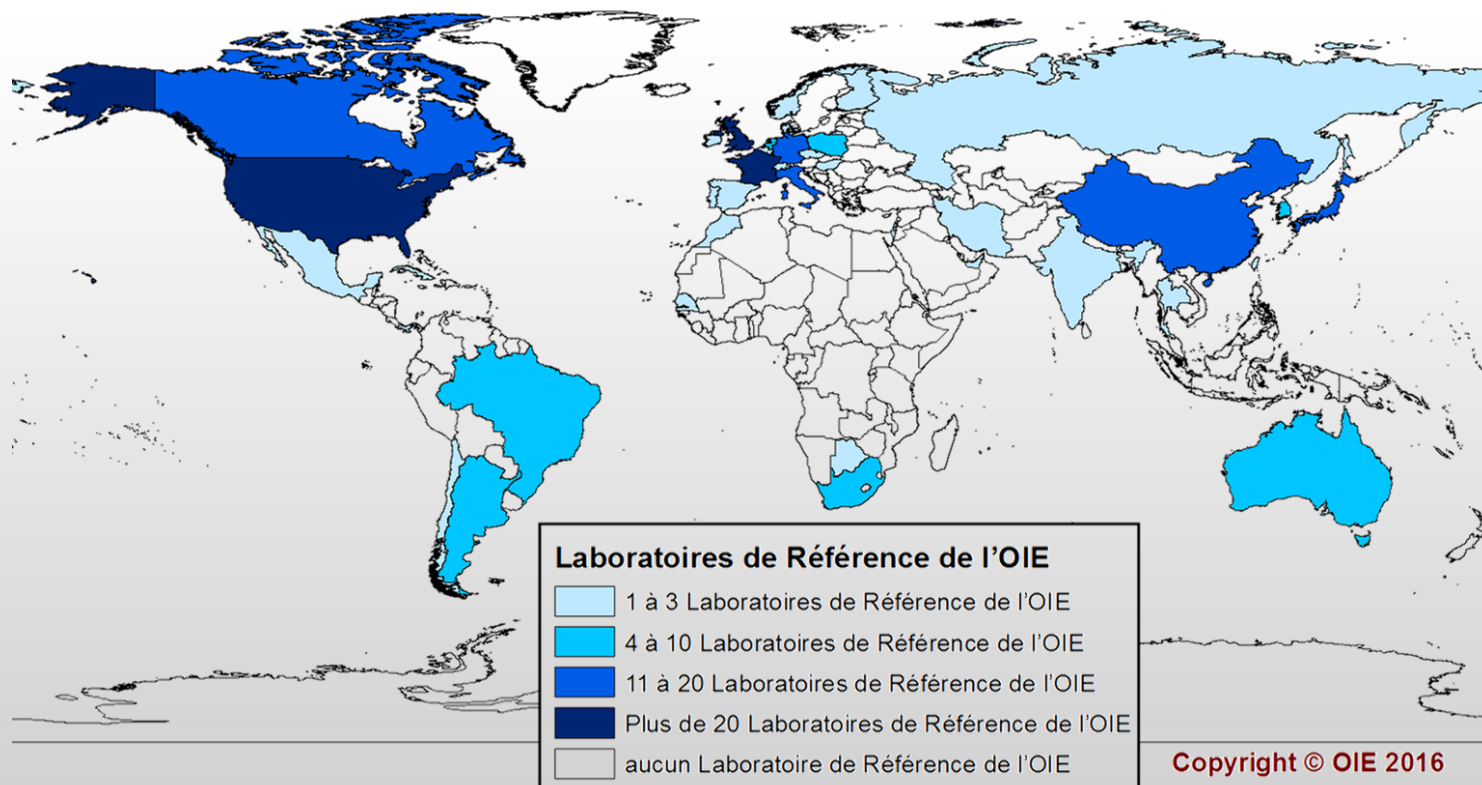 Laboratoires de Référence de l'OIE
1 à 3 Laboratoires de Référence de l'OIE
4 à 10 Laboratoires de Référence de l'OIE
11 à 20 Laboratoires de Référence de l'OIE
Plus de 20 Laboratoires de Référence de l'OIE
aucun Laboratoire de Référence de l'OIE
Copyright © OIE 2016